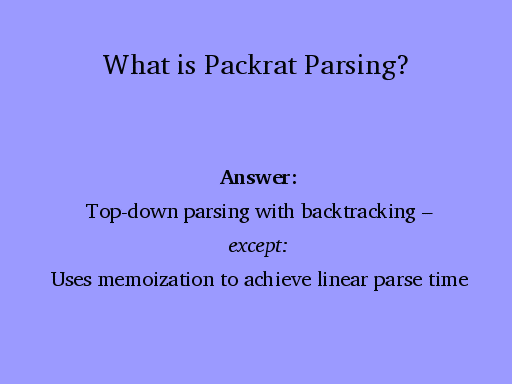 What is Packrat Parsing?
Answer:
Top-down parsing with backtracking –
except:
Uses memoization to achieve linear parse time